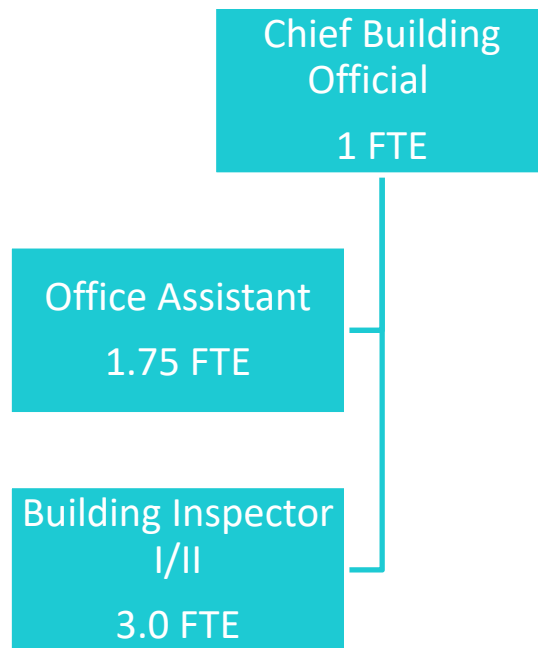 Chief Building
Official
1 FTE
Office Assistant
1.75 FTE
Building Inspector
I/II
3.0 FTE